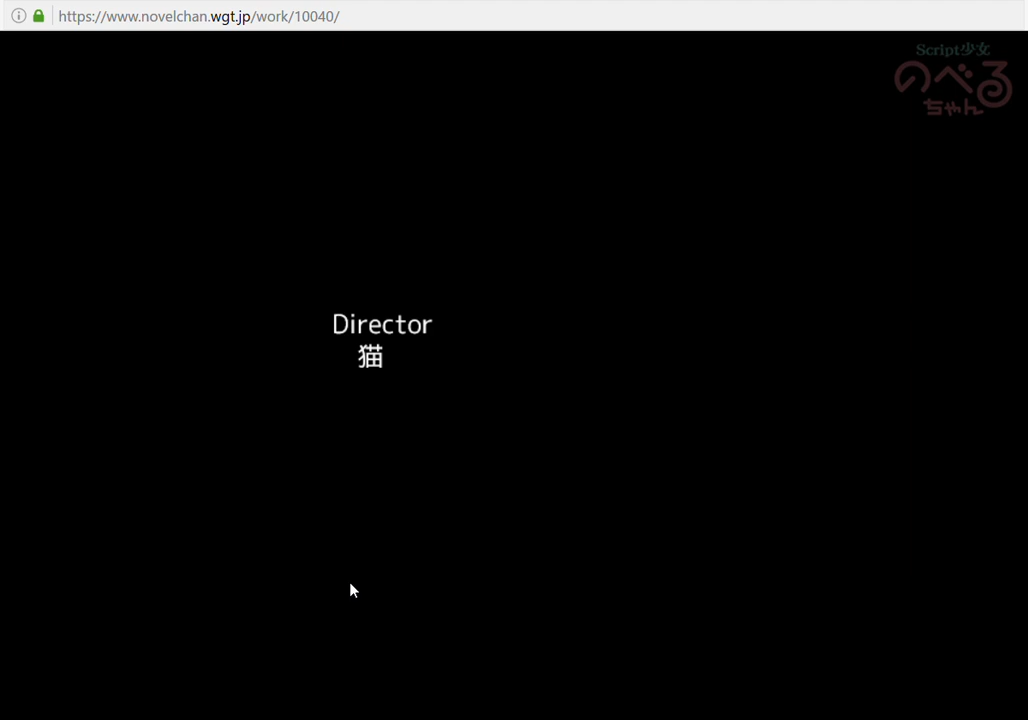 https://www.novelchan.wgt.jp/work/10040/
Script少女
のべる
ちゃん
Director
猫